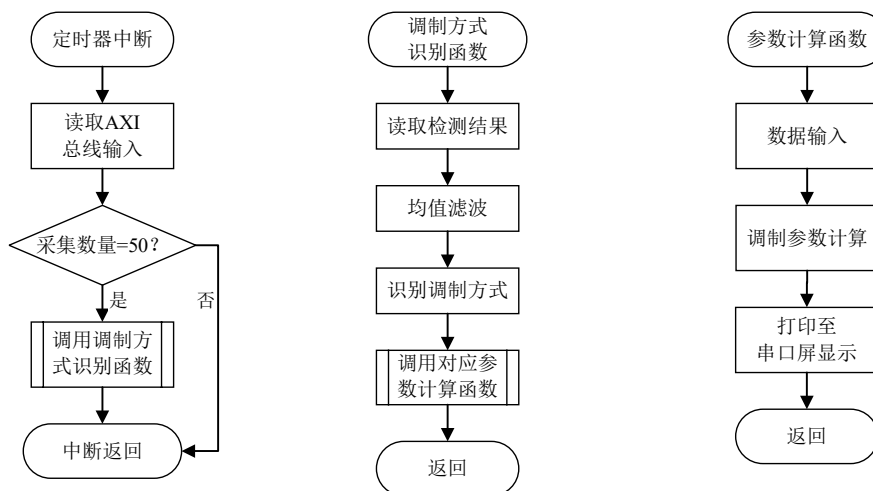 定时器中断
读取AXI
总线输入
采集数量=50？
是
否
调用调制方
式识别函数
中断返回
调制方式
识别函数
读取检测结果
均值滤波
识别调制方式
调用对应参
数计算函数
返回
参数计算函数
数据输入
调制参数计算
打印至
串口屏显示
返回